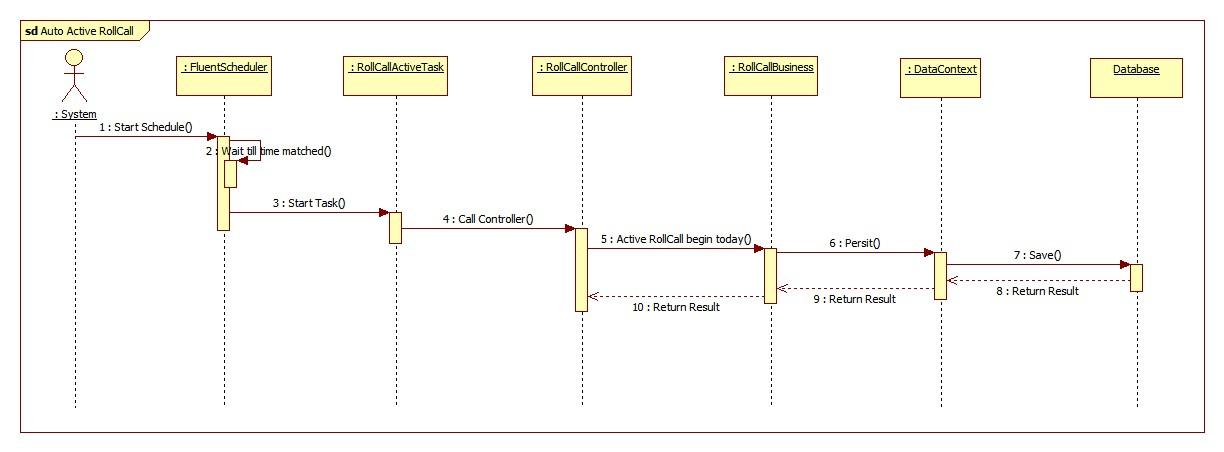 sd Auto Active RollCall
: System
: FluentScheduler
: RollCallActiveTask
: RollCallController
: RollCallBusiness
: DataContext
Database
1 : Start Schedule()
2 : Wait till time matched()
3 : Start Task()
4 : Call Controller()
5 : Active RollCall begin today()
6 : Persit()
7 : Save()
8 : Return Result
9 : Return Result
10 : Return Result